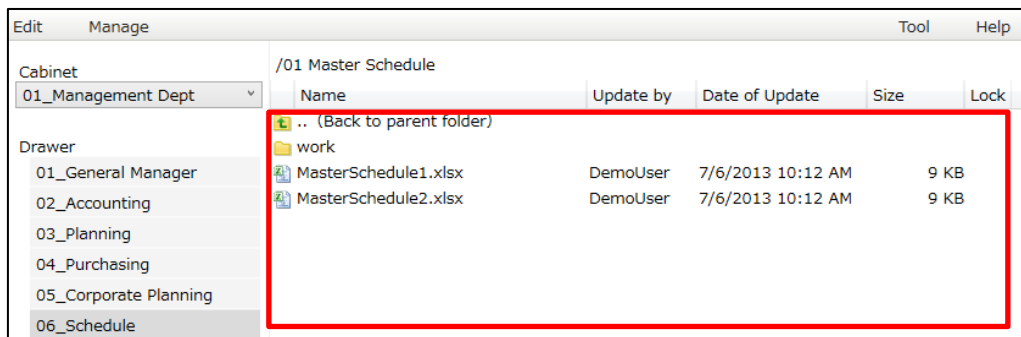 Edit Manage Tool Help
Cabinet
01_Management Dept
Drawer
01_General Manager
02_Accounting
03_Planning
04_Purchasing
05_Corporate Planning
06_Schedule
/01 Master Schedule
Name Update by Date of Update Size Lock
.. (Back to parent folder)
work
MasterSchedule1.xlsx DemoUser 7/6/2013 10:12 AM 9 KB
MasterSchedule2.xlsx DemoUser 7/6/2013 10:12 AM 9 KB